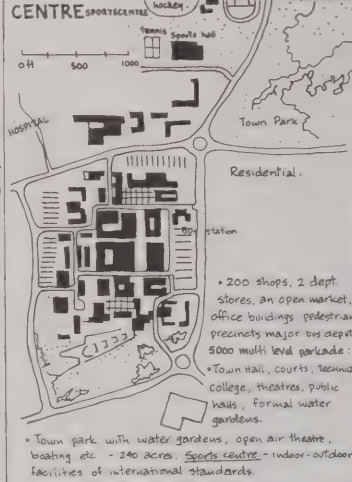 CENTRE SPORTSCENTRE
hockey
tennis Sports hall
0ft 500 1000
HOSPITAL
Town Park
Residential.
Bus station
• 200 shops, 2 dept.
stores, an open market,
office buildings pedestrian
precincts major bus depot
5000 multi level parkade :
• Town Hall, courts, technical
college, theatres, public
halls, formal water
gardens.
• Town park with water gardens, open air theatre,
boating etc - 240 acres. Sports centre - indoor-outdoor
facilities of international standards.